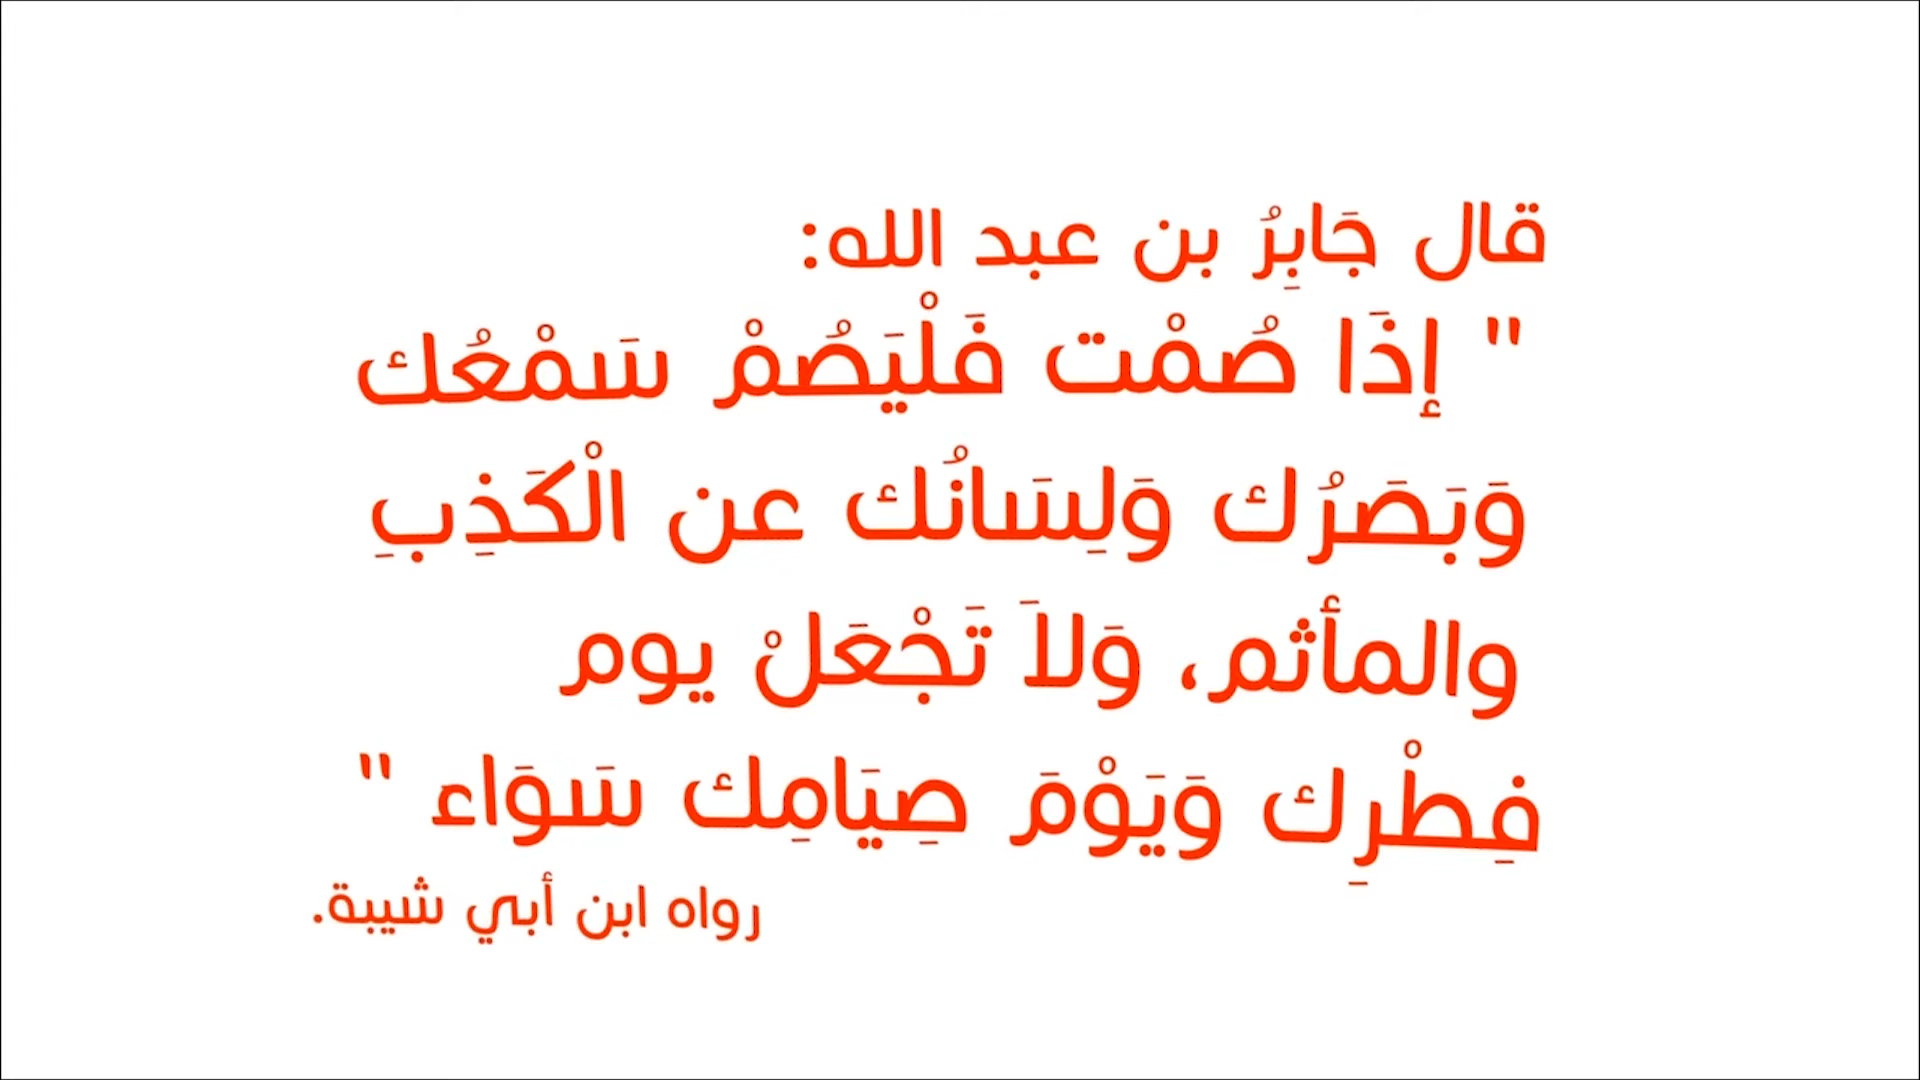 قال جَابِرُ بن عبد الله:
" إذَا صُمْت فَلْيَصُمْ سَمْعُك
وَبَصَرُك وَلِسَانُك عن الْكَذِبِ
والمأثم، وَلاَ تَجْعَلْ يوم
فِطْرِك وَيَوْمَ صِيَامِك سَوَاء "
رواه ابن أبي شيبة.